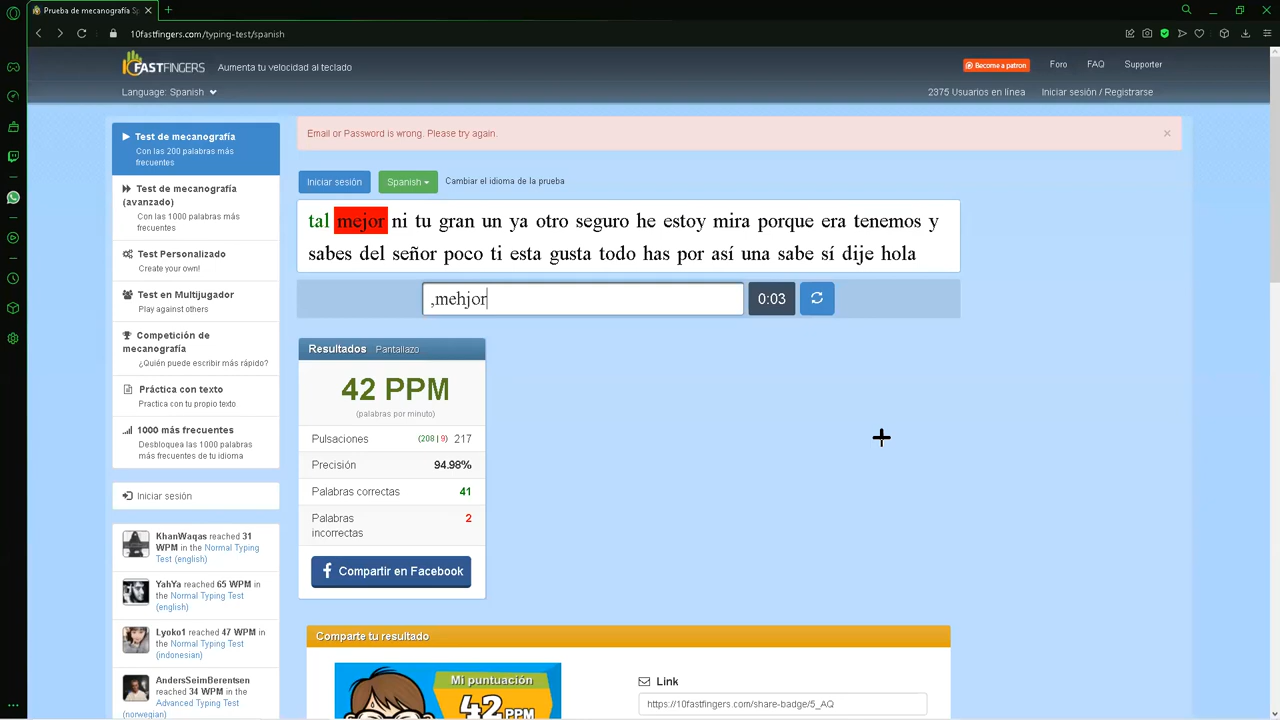 Prueba de mecanografía Sp
10fastfingers.com/typing-test/spanish
10FASTFINGERS
Aumenta tu velocidad al teclado
Become a patron
Foro
FAQ
Supporter
Language: Spanish
2375 Usuarios en línea
Iniciar sesión / Registrarse
Test de mecanografía
Con las 200 palabras más
frecuentes
Test de mecanografía
(avanzado)
Con las 1000 palabras más
frecuentes
Test Personalizado
Create your own!
Test en Multijugador
Play against others
Competición de
mecanografía
¿Quién puede escribir más rápido?
Práctica con texto
Practica con tu propio texto
1000 más frecuentes
Desbloquea las 1000 palabras
más frecuentes de tu idioma
Iniciar sesión
KhanWaqas reached 31
WPM in the Normal Typing
Test (english)
YahYa reached 65 WPM in
the Normal Typing Test
(english)
Lyoko1 reached 47 WPM in
the Normal Typing Test
(indonesian)
AndersSeimBerentsen
reached 34 WPM in the
Advanced Typing Test
(norwegian)
Email or Password is wrong. Please try again.
×
Iniciar sesión
Spanish
Cambiar el idioma de la prueba
tal mejor ni tu gran un ya otro seguro he estoy mira porque era tenemos y
sabes del señor poco ti esta gusta todo has por así una sabe sí dije hola
,mehjor
0:03
Resultados Pantallazo
42 PPM
(palabras por minuto)
Pulsaciones (208 | 9) 217
Precisión 94.98%
Palabras correctas 41
Palabras
incorrectas 2
Compartir en Facebook
Comparte tu resultado
Mi puntuación
42 PPM
Link
https://10fastfingers.com/share-badge/5_AQ